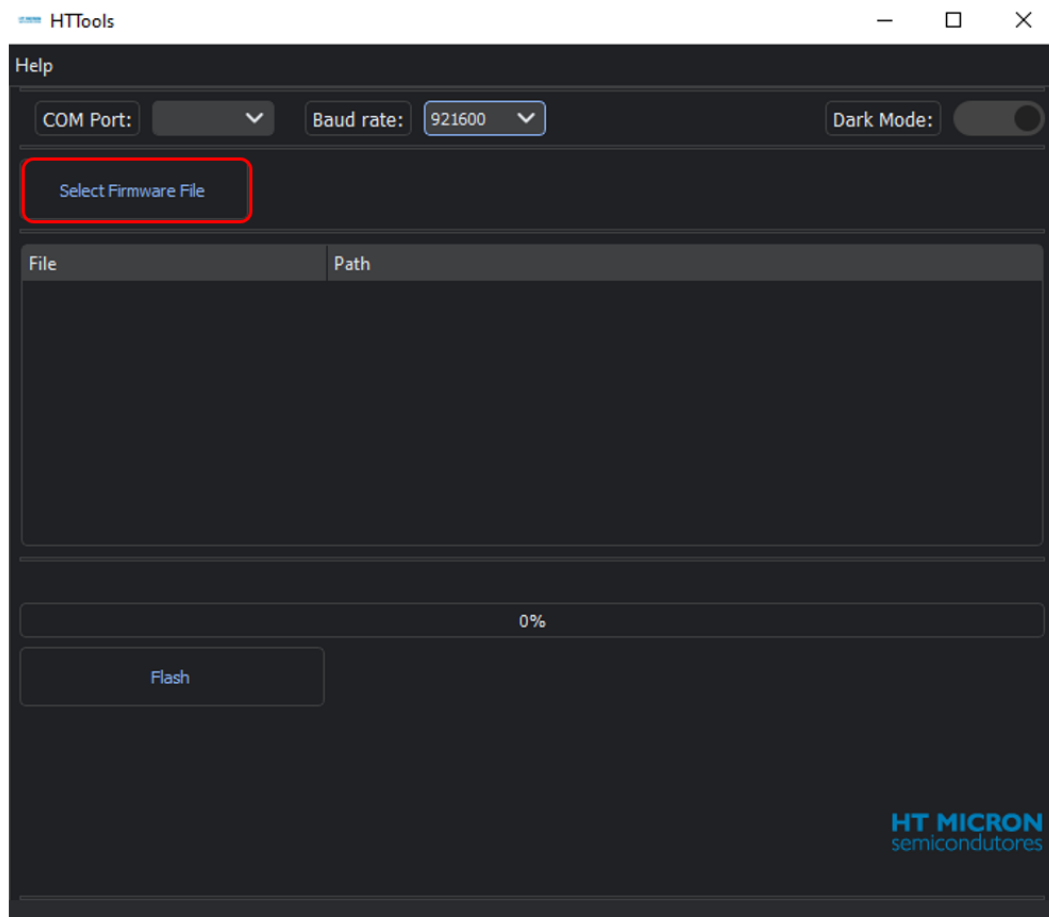 HTTools
Help
COM Port: Baud rate: 921600 Dark Mode:
Select Firmware File
File Path
0%
Flash
HT MICRON
semicondutores